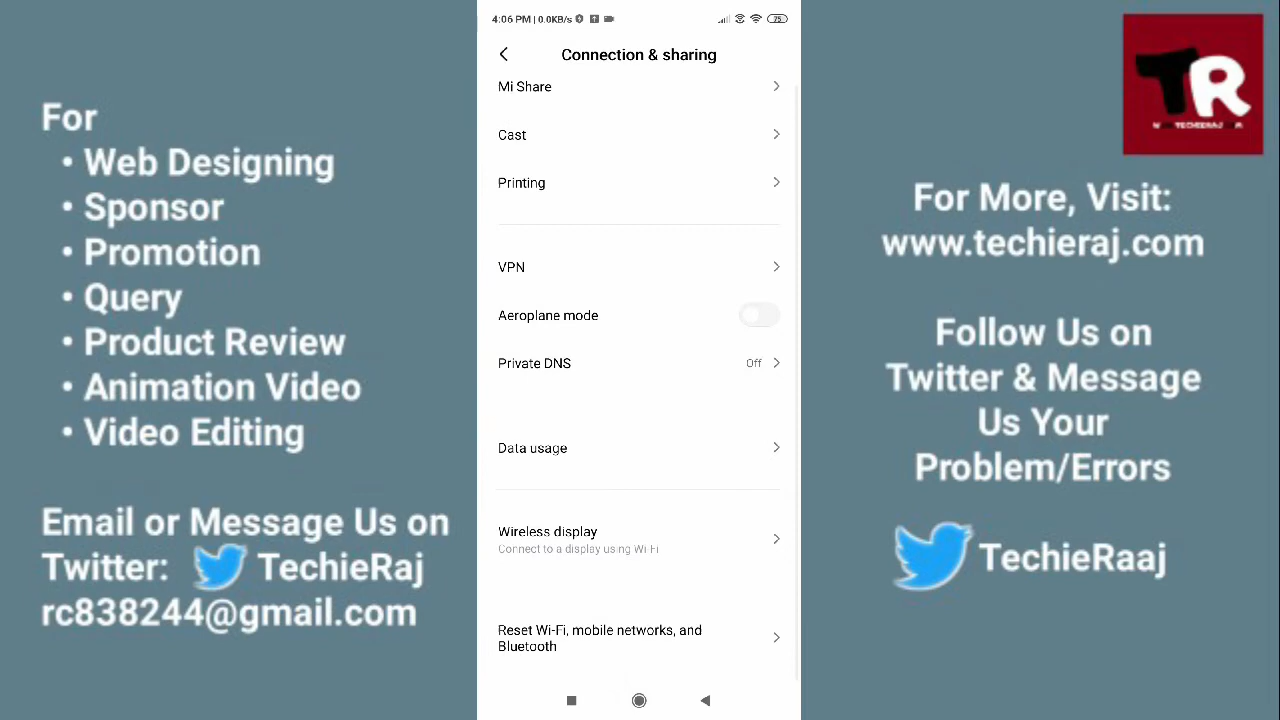 For
• Web Designing
• Sponsor
• Promotion
• Query
• Product Review
• Animation Video
• Video Editing
Email or Message Us on
Twitter: TechieRaj
rc838244@gmail.com
4:06 PM | 0.0KB/s
75
Connection & sharing
Mi Share
Cast
Printing
VPN
Aeroplane mode
Private DNS Off
Data usage
Wireless display
Connect to a display using Wi-Fi
Reset Wi-Fi, mobile networks, and
Bluetooth
TR
For More, Visit:
www.techieraj.com
Follow Us on
Twitter & Message
Us Your
Problem/Errors
TechieRaaj